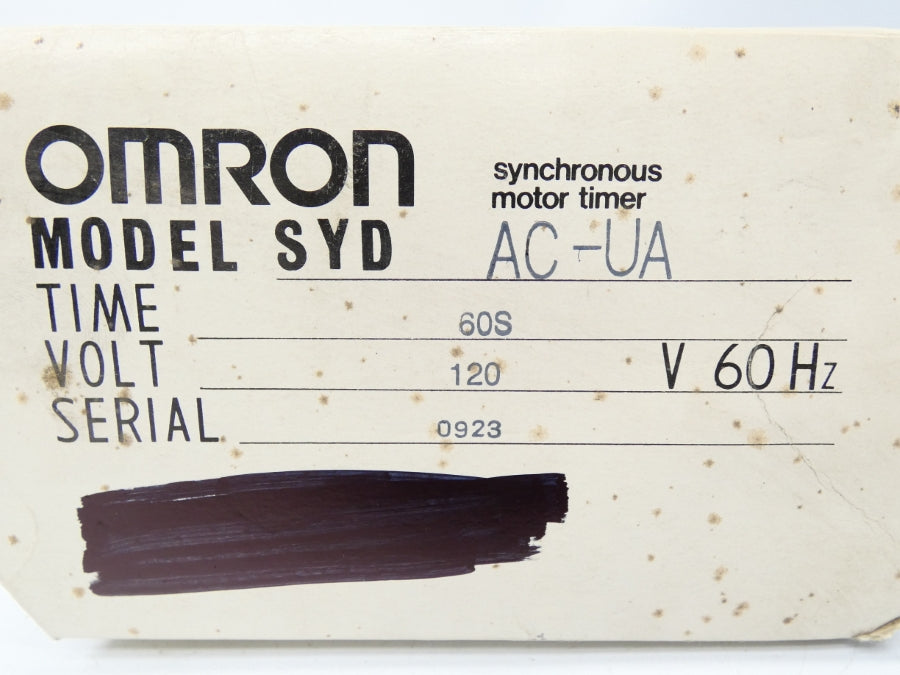 OMRON
synchronous
motor timer
MODEL SYD AC-UA
TIME 60S
VOLT 120 V 60 Hz
SERIAL 0923